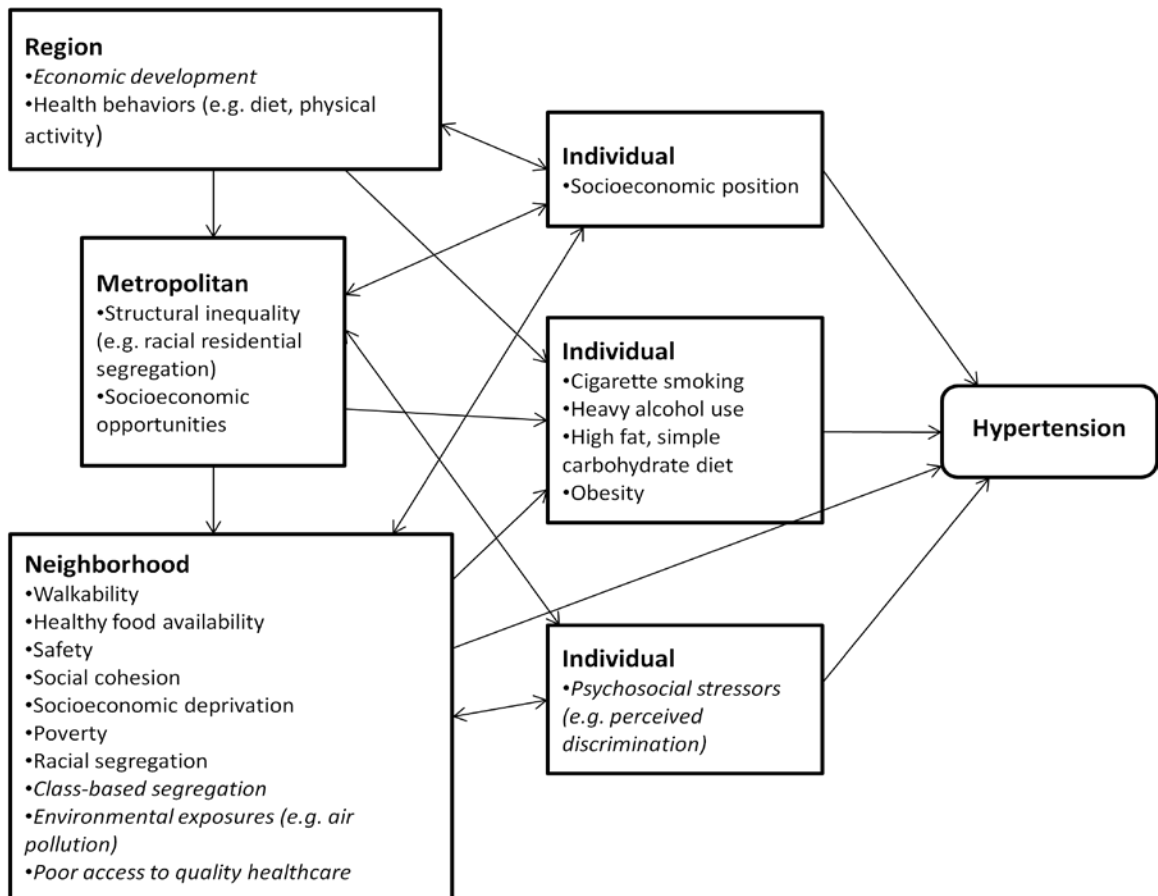 Region
•Economic development
•Health behaviors (e.g. diet, physical
activity)
Metropolitan
•Structural inequality
(e.g. racial residential
segregation)
•Socioeconomic
opportunities
Neighborhood
•Walkability
•Healthy food availability
•Safety
•Social cohesion
•Socioeconomic deprivation
•Poverty
•Racial segregation
•Class-based segregation
•Environmental exposures (e.g. air
pollution)
•Poor access to quality healthcare
Individual
•Socioeconomic position
Individual
•Cigarette smoking
•Heavy alcohol use
•High fat, simple
carbohydrate diet
•Obesity
Individual
•Psychosocial stressors
(e.g. perceived
discrimination)
Hypertension